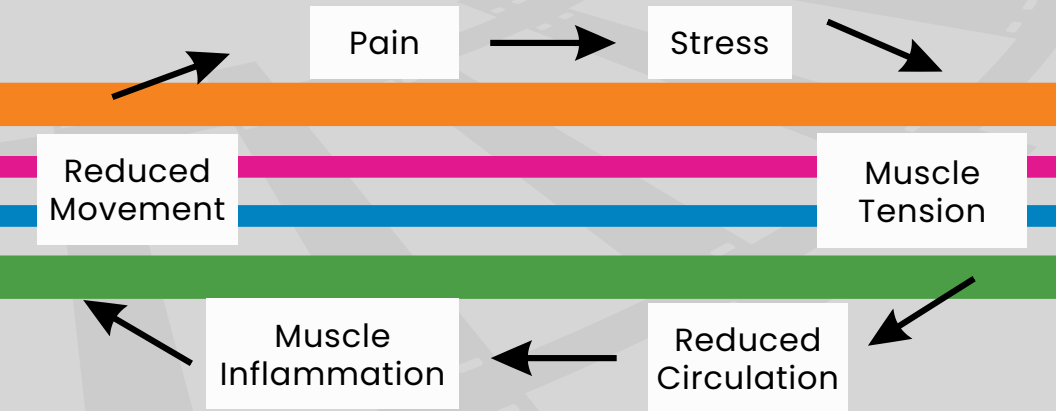 Pain
Stress
Muscle
Tension
Reduced
Circulation
Muscle
Inflammation
Reduced
Movement